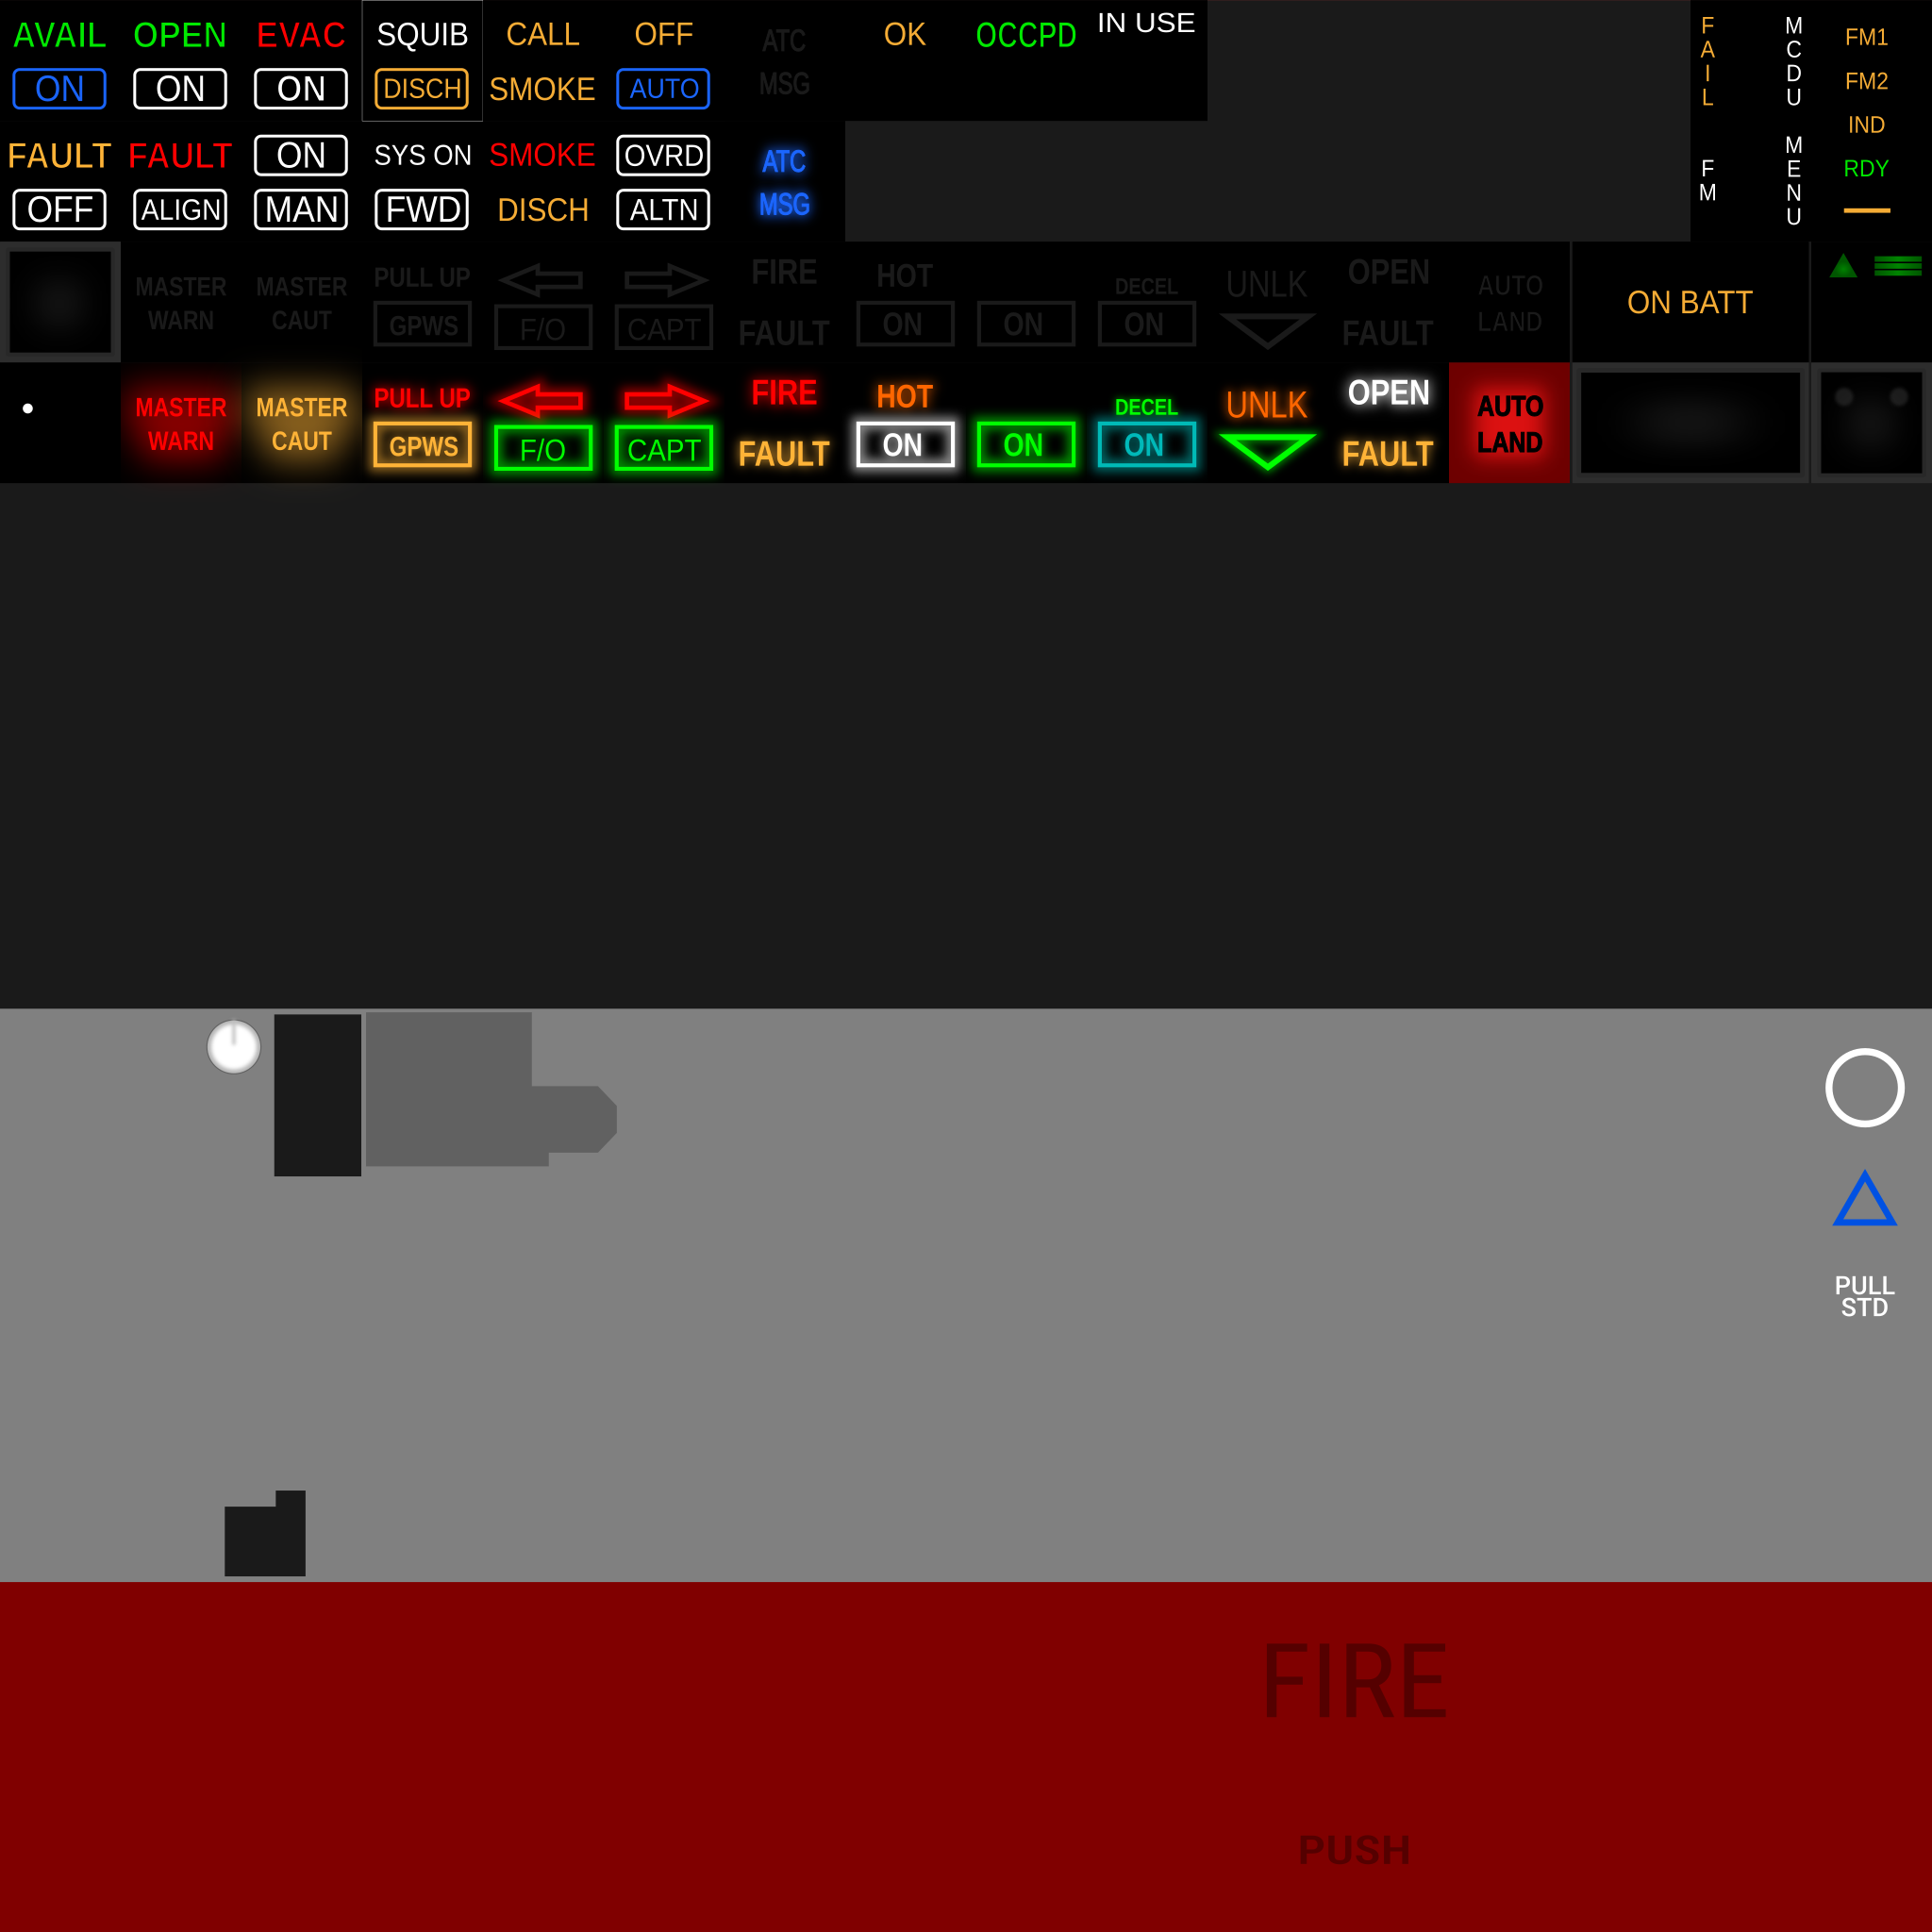 AVAIL OPEN EVAC SQUIB CALL OFF ATC OK OCCPD IN USE
ON ON ON DISCH SMOKE AUTO MSG
FAULT FAULT ON SYS ON SMOKE OVRD ATC
OFF ALIGN MAN FWD DISCH ALTN MSG
FAIL
FM
MCDU
MENU
FM1
FM2
IND
RDY
MASTER MASTER PULL UP FIRE HOT DECEL UNLK OPEN AUTO
WARN CAUT GPWS F/O CAPT FAULT ON ON ON FAULT LAND
ON BATT
MASTER MASTER PULL UP FIRE HOT DECEL UNLK OPEN AUTO
WARN CAUT GPWS F/O CAPT FAULT ON ON ON FAULT LAND
PULL
STD
FIRE
PUSH